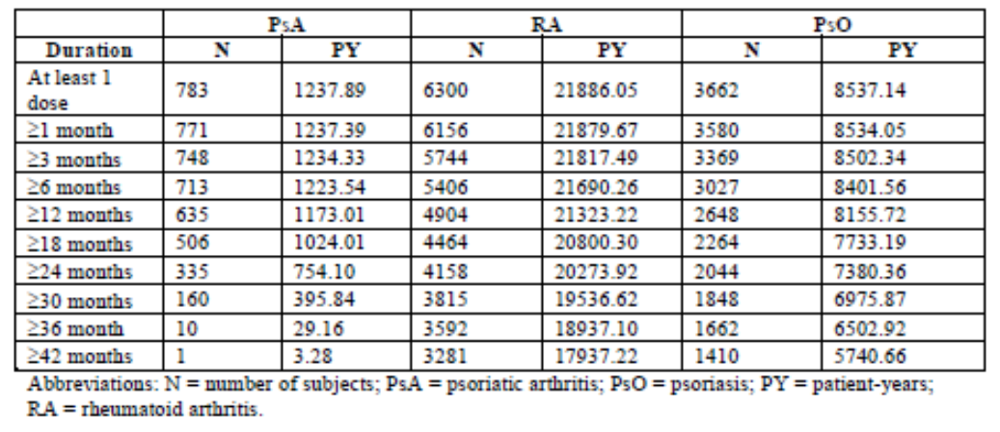 PsA RA PsO
Duration N PY N PY N PY
At least 1
dose 783 1237.89 6300 21886.05 3662 8537.14
≥1 month 771 1237.39 6156 21879.67 3580 8534.05
≥3 months 748 1234.33 5744 21817.49 3369 8502.34
≥6 months 713 1223.54 5406 21690.26 3027 8401.56
≥12 months 635 1173.01 4904 21323.22 2648 8155.72
≥18 months 506 1024.01 4464 20800.30 2264 7733.19
≥24 months 335 754.10 4158 20273.92 2044 7380.36
≥30 months 160 395.84 3815 19536.62 1848 6975.87
≥36 month 10 29.16 3592 18937.10 1662 6502.92
≥42 months 1 3.28 3281 17937.22 1410 5740.66
Abbreviations: N = number of subjects; PsA = psoriatic arthritis; PsO = psoriasis; PY = patient-years;
RA = rheumatoid arthritis.